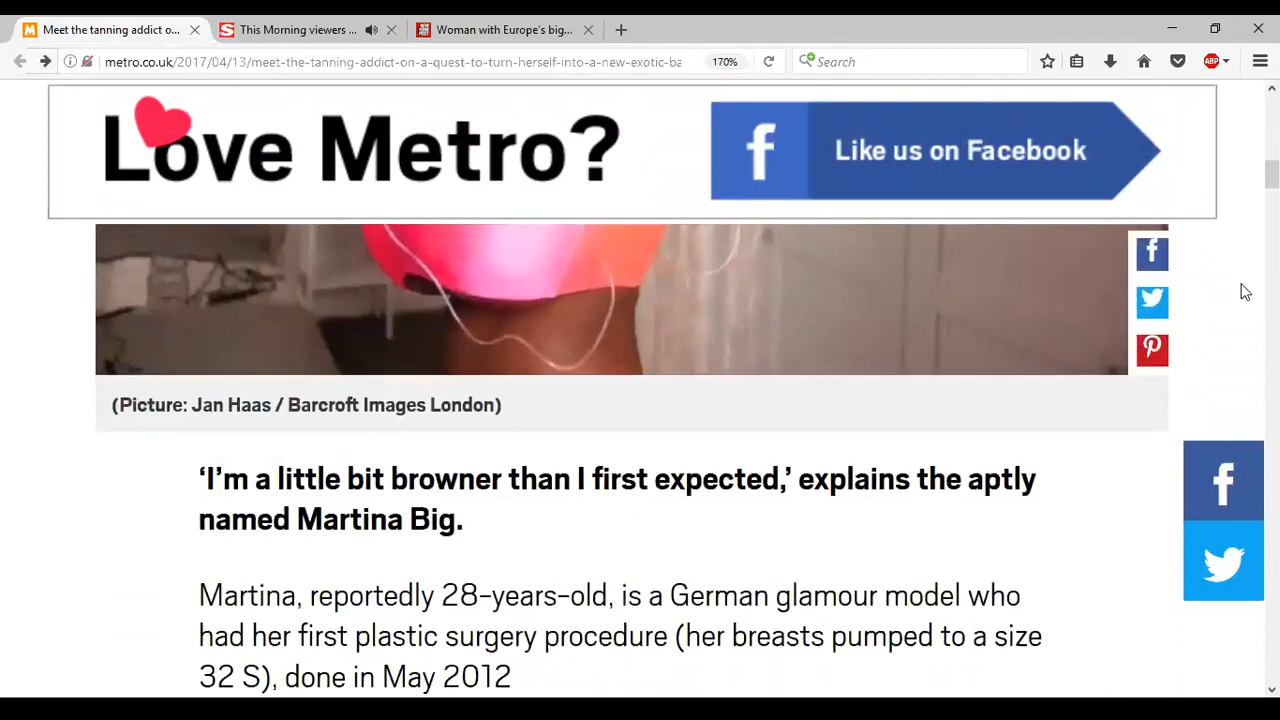 Meet the tanning addict o...
This Morning viewers ...
Woman with Europe's big...
metro.co.uk/2017/04/13/meet-the-tanning-addict-on-a-quest-to-turn-herself-into-a-new-exotic-ba
170%
Search
ABP
Love Metro?
f
Like us on Facebook
(Picture: Jan Haas / Barcroft Images London)
‘I’m a little bit browner than I first expected,’ explains the aptly
named Martina Big.
Martina, reportedly 28-years-old, is a German glamour model who
had her first plastic surgery procedure (her breasts pumped to a size
32 S), done in May 2012